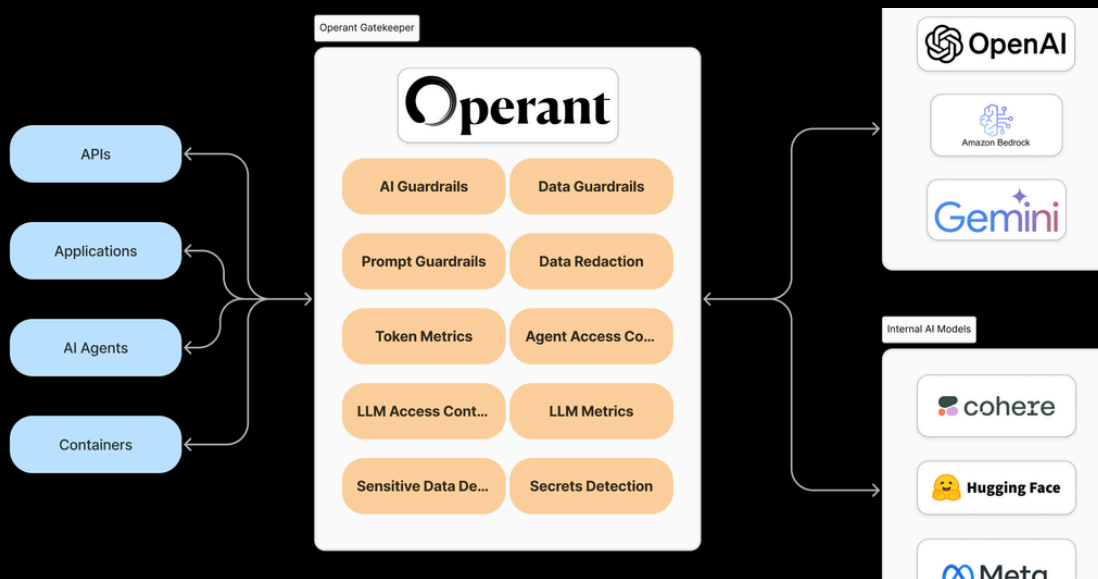 Operant Gatekeeper
Operant
APIs
Applications
AI Agents
Containers
AI Guardrails
Data Guardrails
Prompt Guardrails
Data Redaction
Token Metrics
Agent Access Co...
LLM Access Cont...
LLM Metrics
Sensitive Data De...
Secrets Detection
OpenAI
Amazon Bedrock
Gemini
Internal AI Models
cohere
Hugging Face
Meta